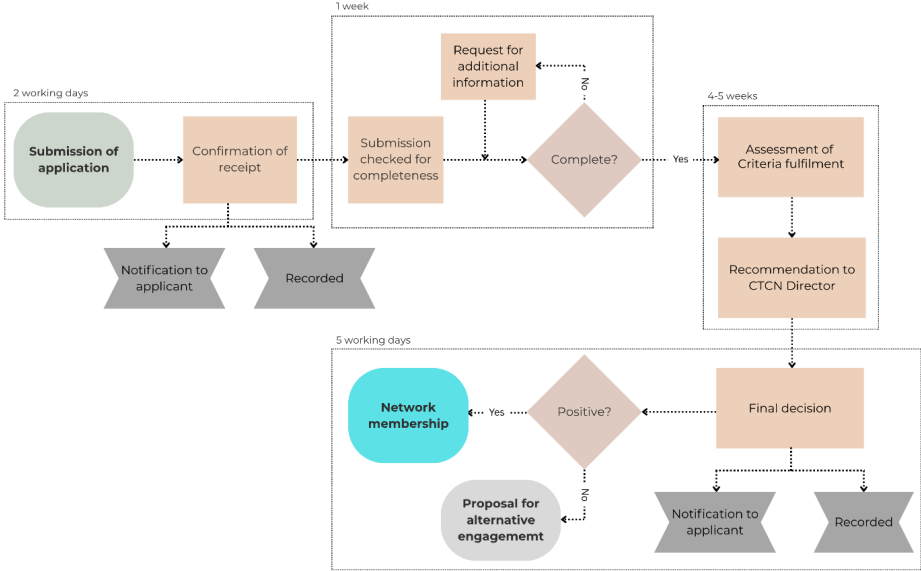 1 week
Request for
additional
information
No
2 working days
4-5 weeks
Submission of
application
Confirmation of
receipt
Submission
checked for
completeness
Complete?
Yes
Assessment of
Criteria fulfilment
Notification to
applicant
Recorded
Recommendation to
CTCN Director
5 working days
Network
membership
Yes
Positive?
Final decision
No
Proposal for
alternative
engagememt
Notification to
applicant
Recorded